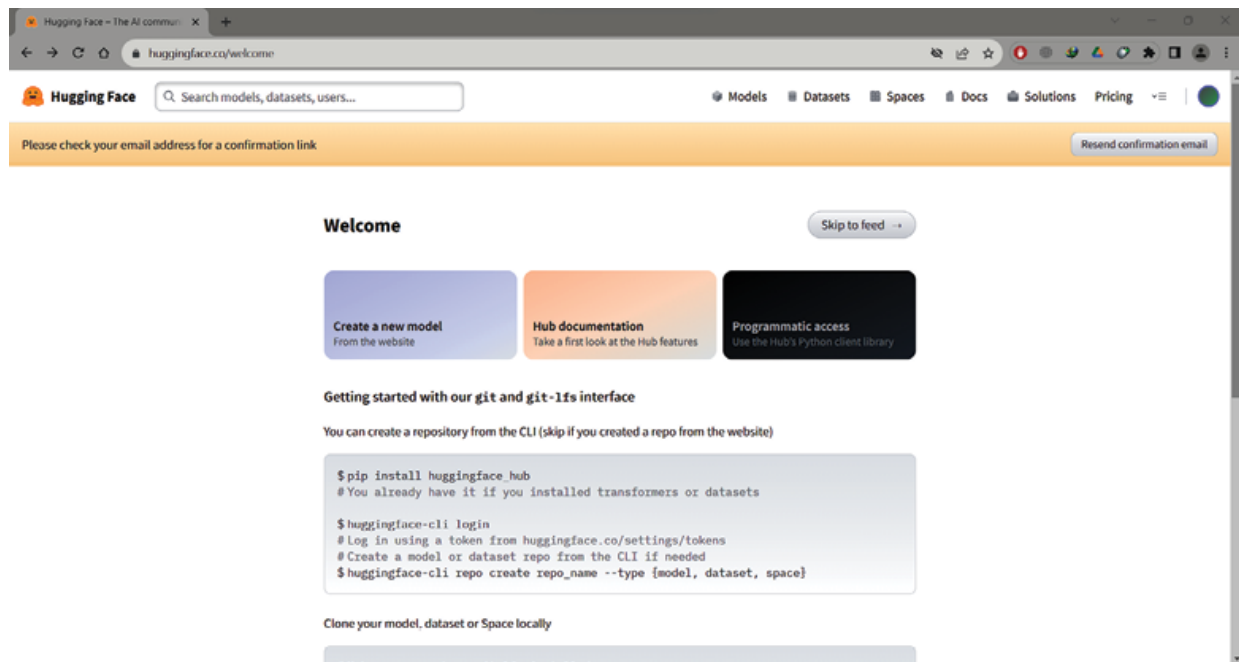 Hugging Face – The AI commun
huggingface.co/welcome
Hugging Face Search models, datasets, users... Models Datasets Spaces Docs Solutions Pricing
Please check your email address for a confirmation link Resend confirmation email
Welcome Skip to feed →
Create a new model
From the website
Hub documentation
Take a first look at the Hub features
Programmatic access
Use the Hub's Python client library
Getting started with our git and git-lfs interface
You can create a repository from the CLI (skip if you created a repo from the website)
$ pip install huggingface_hub
# You already have it if you installed transformers or datasets
$ huggingface-cli login
# Log in using a token from huggingface.co/settings/tokens
# Create a model or dataset repo from the CLI if needed
$ huggingface-cli repo create repo_name --type {model, dataset, space}
Clone your model, dataset or Space locally